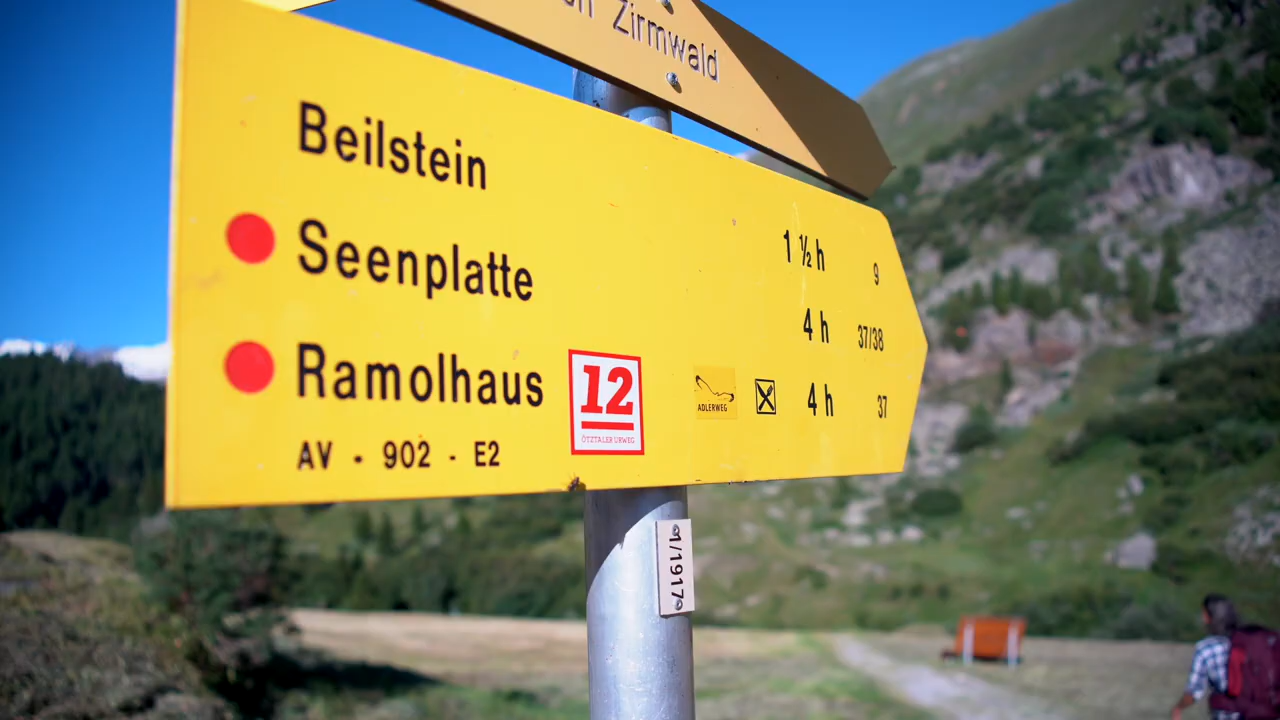 Zirmwald
Beilstein 1 ½ h 9
Seenplatte 4 h 37/38
Ramolhaus 12 ÖTZTALER URWEG ADLERWEG 4 h 37
AV - 902 - E2
1/1917